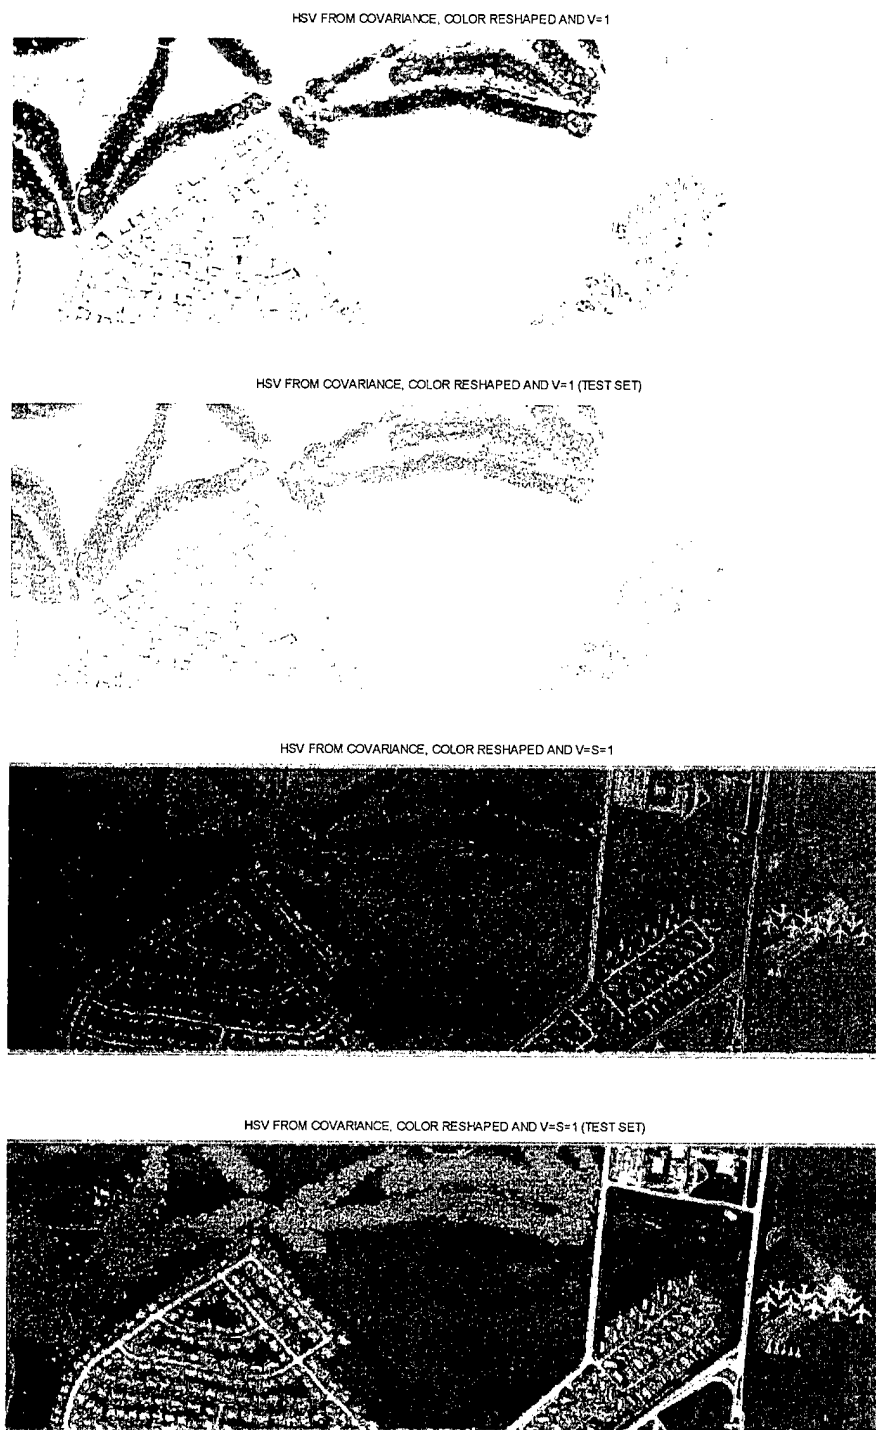 HSV FROM COVARIANCE, COLOR RESHAPED AND V=1
HSV FROM COVARIANCE, COLOR RESHAPED AND V=1 (TEST SET)
HSV FROM COVARIANCE, COLOR RESHAPED AND V=S=1
HSV FROM COVARIANCE, COLOR RESHAPED AND V=S=1 (TEST SET)